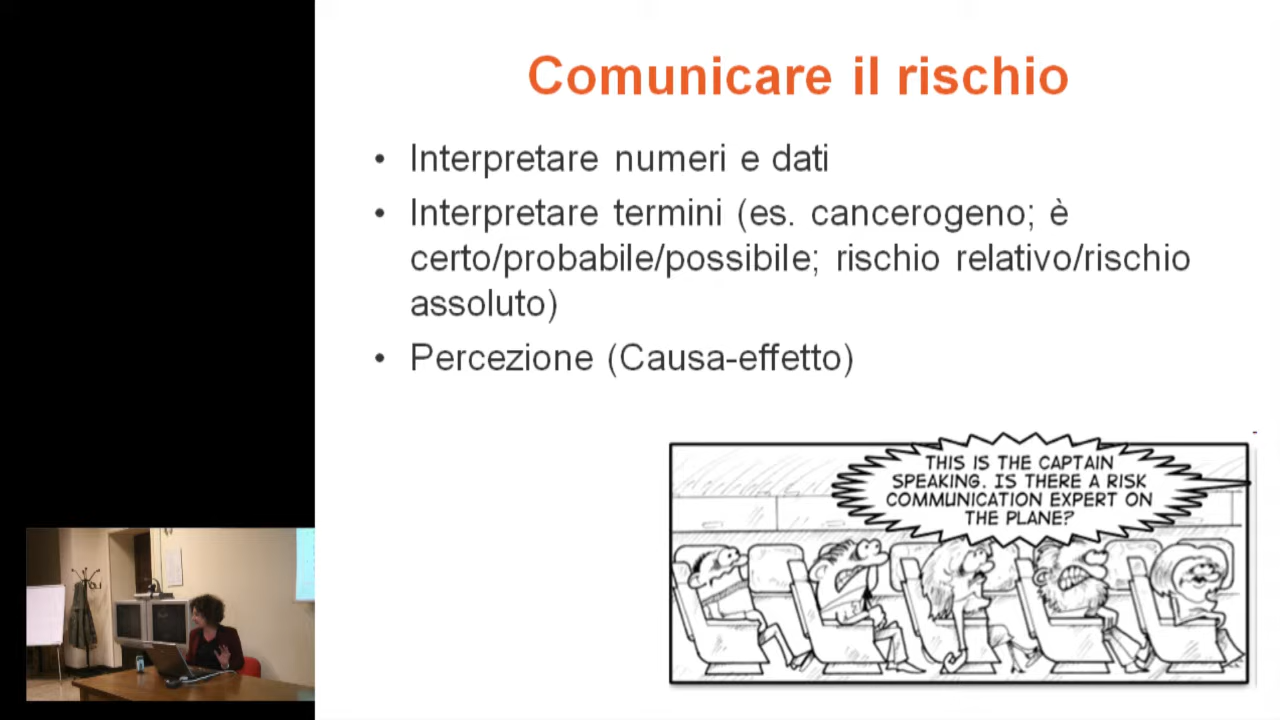 Comunicare il rischio
• Interpretare numeri e dati
• Interpretare termini (es. cancerogeno; è
certo/probabile/possibile; rischio relativo/rischio
assoluto)
• Percezione (Causa-effetto)
THIS IS THE CAPTAIN
SPEAKING. IS THERE A RISK
COMMUNICATION EXPERT ON
THE PLANE?